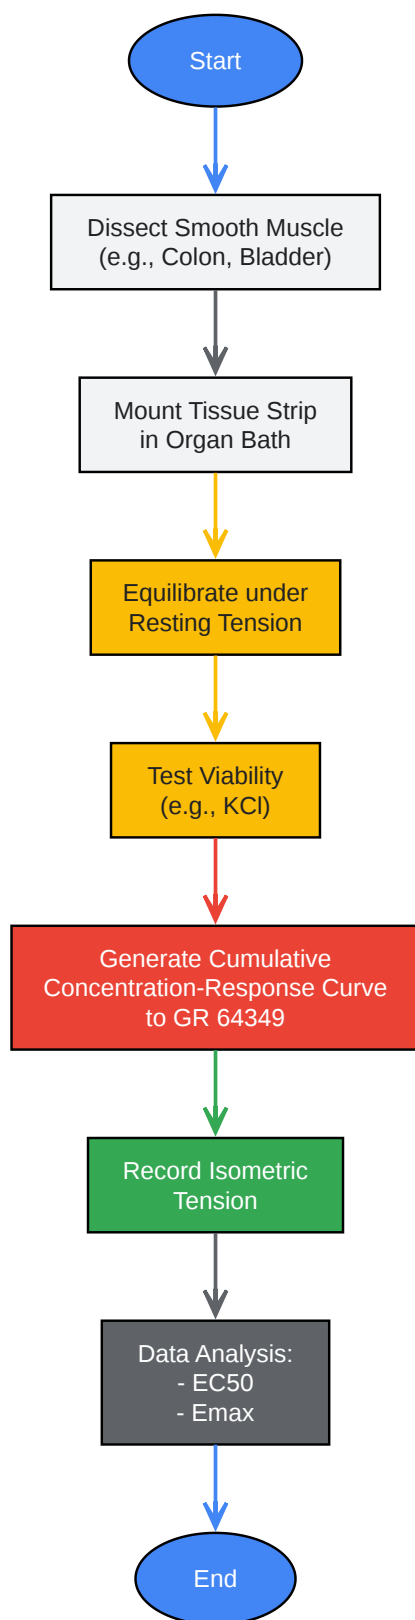 Start
Dissect Smooth Muscle
(e.g., Colon, Bladder)
Mount Tissue Strip
in Organ Bath
Equilibrate under
Resting Tension
Test Viability
(e.g., KCl)
Generate Cumulative
Concentration-Response Curve
to GR 64349
Record Isometric
Tension
Data Analysis:
- EC50
- Emax
End